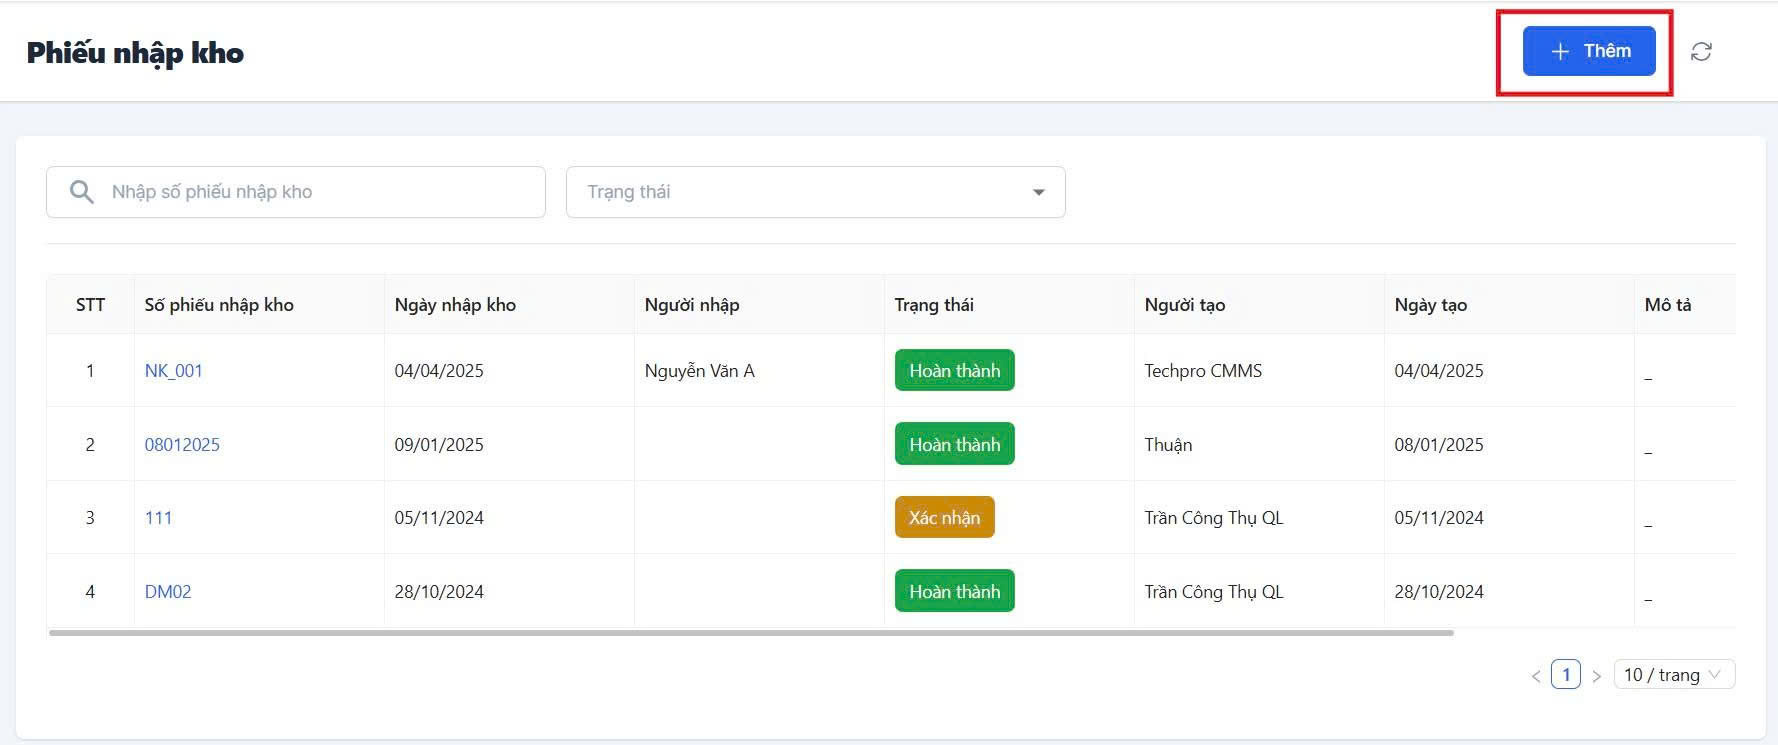 Phiếu nhập kho
+ Thêm
Nhập số phiếu nhập kho
Trạng thái
STT Số phiếu nhập kho Ngày nhập kho Người nhập Trạng thái Người tạo Ngày tạo Mô tả
1 NK_001 04/04/2025 Nguyễn Văn A Hoàn thành Techpro CMMS 04/04/2025 _
2 08012025 09/01/2025 Hoàn thành Thuận 08/01/2025 _
3 111 05/11/2024 Xác nhận Trần Công Thụ QL 05/11/2024 _
4 DM02 28/10/2024 Hoàn thành Trần Công Thụ QL 28/10/2024 _
< 1 > 10 / trang